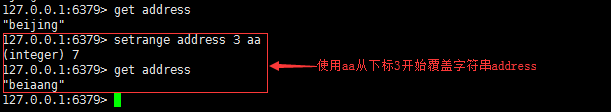 127.0.0.1:6379> get address
"beijing"
127.0.0.1:6379> setrange address 3 aa
(integer) 7
127.0.0.1:6379> get address
"beiaang"
127.0.0.1:6379>
使用aa从下标3开始覆盖字符串address